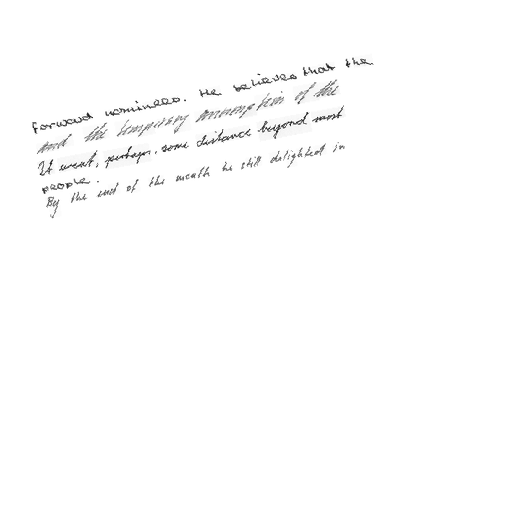 forward nominees. He believes that the
and the temporary assumption of the
It went, perhaps, some distance beyond most
people.
By the end of the month he still delighted in